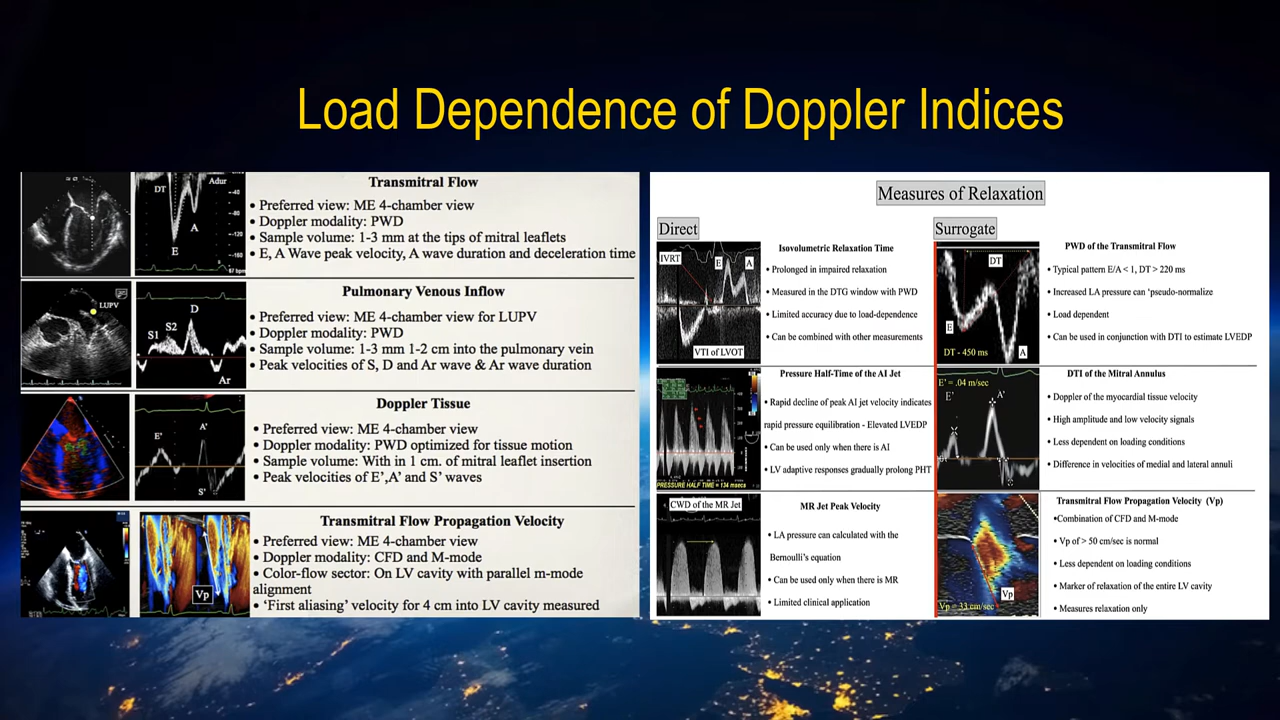 Load Dependence of Doppler Indices
DT
Adur
A
E
Transmitral Flow
• Preferred view: ME 4-chamber view
• Doppler modality: PWD
• Sample volume: 1-3 mm at the tips of mitral leaflets
• E, A Wave peak velocity, A wave duration and deceleration time
LUPV
S1 S2 D
Ar
Pulmonary Venous Inflow
• Preferred view: ME 4-chamber view for LUPV
• Doppler modality: PWD
• Sample volume: 1-3 mm 1-2 cm into the pulmonary vein
• Peak velocities of S, D and Ar wave & Ar wave duration
E'
A'
S'
Doppler Tissue
• Preferred view: ME 4-chamber view
• Doppler modality: PWD optimized for tissue motion
• Sample volume: With in 1 cm. of mitral leaflet insertion
• Peak velocities of E',A' and S' waves
Vp
Transmitral Flow Propagation Velocity
• Preferred view: ME 4-chamber view
• Doppler modality: CFD and M-mode
• Color-flow sector: On LV cavity with parallel m-mode
alignment
• 'First aliasing' velocity for 4 cm into LV cavity measured
Measures of Relaxation
Direct
IVRT
E
A
VTI of LVOT
Isovolumetric Relaxation Time
• Prolonged in impaired relaxation
• Measured in the DTG window with PWD
• Limited accuracy due to load-dependence
• Can be combined with other measurements
PRESSURE HALF TIME = 134 msecs
Pressure Half-Time of the AI Jet
• Rapid decline of peak AI jet velocity indicates
rapid pressure equilibration - Elevated LVEDP
• Can be used only when there is AI
• LV adaptive responses gradually prolong PHT
CWD of the MR Jet
MR Jet Peak Velocity
• LA pressure can calculated with the
Bernoulli's equation
• Can be used only when there is MR
• Limited clinical application
Surrogate
DT
E
A
DT - 450 ms
PWD of the Transmitral Flow
• Typical pattern E/A < 1, DT > 220 ms
• Increased LA pressure can 'pseudo-normalize
• Load dependent
• Can be used in conjunction with DTI to estimate LVEDP
E' = .04 m/sec
E'
A'
DTI of the Mitral Annulus
• Doppler of the myocardial tissue velocity
• High amplitude and low velocity signals
• Less dependent on loading conditions
• Difference in velocities of medial and lateral annuli
Vp
Vp = 33 cm/sec
Transmitral Flow Propagation Velocity (Vp)
•Combination of CFD and M-mode
• Vp of > 50 cm/sec is normal
• Less dependent on loading conditions
• Marker of relaxation of the entire LV cavity
• Measures relaxation only